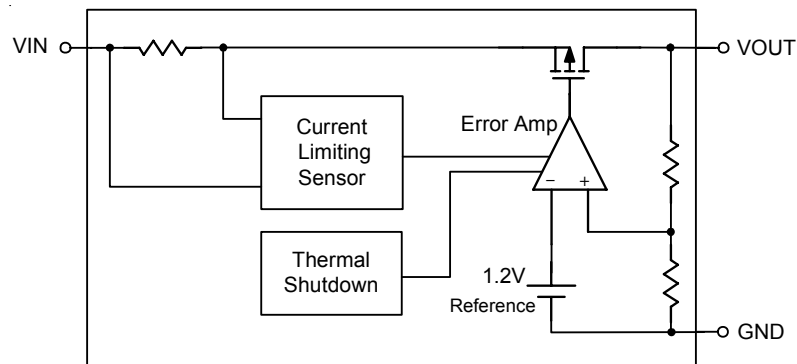 VIN
VOUT
Error Amp
Current
Limiting
Sensor
− +
Thermal
Shutdown
1.2V
Reference
GND